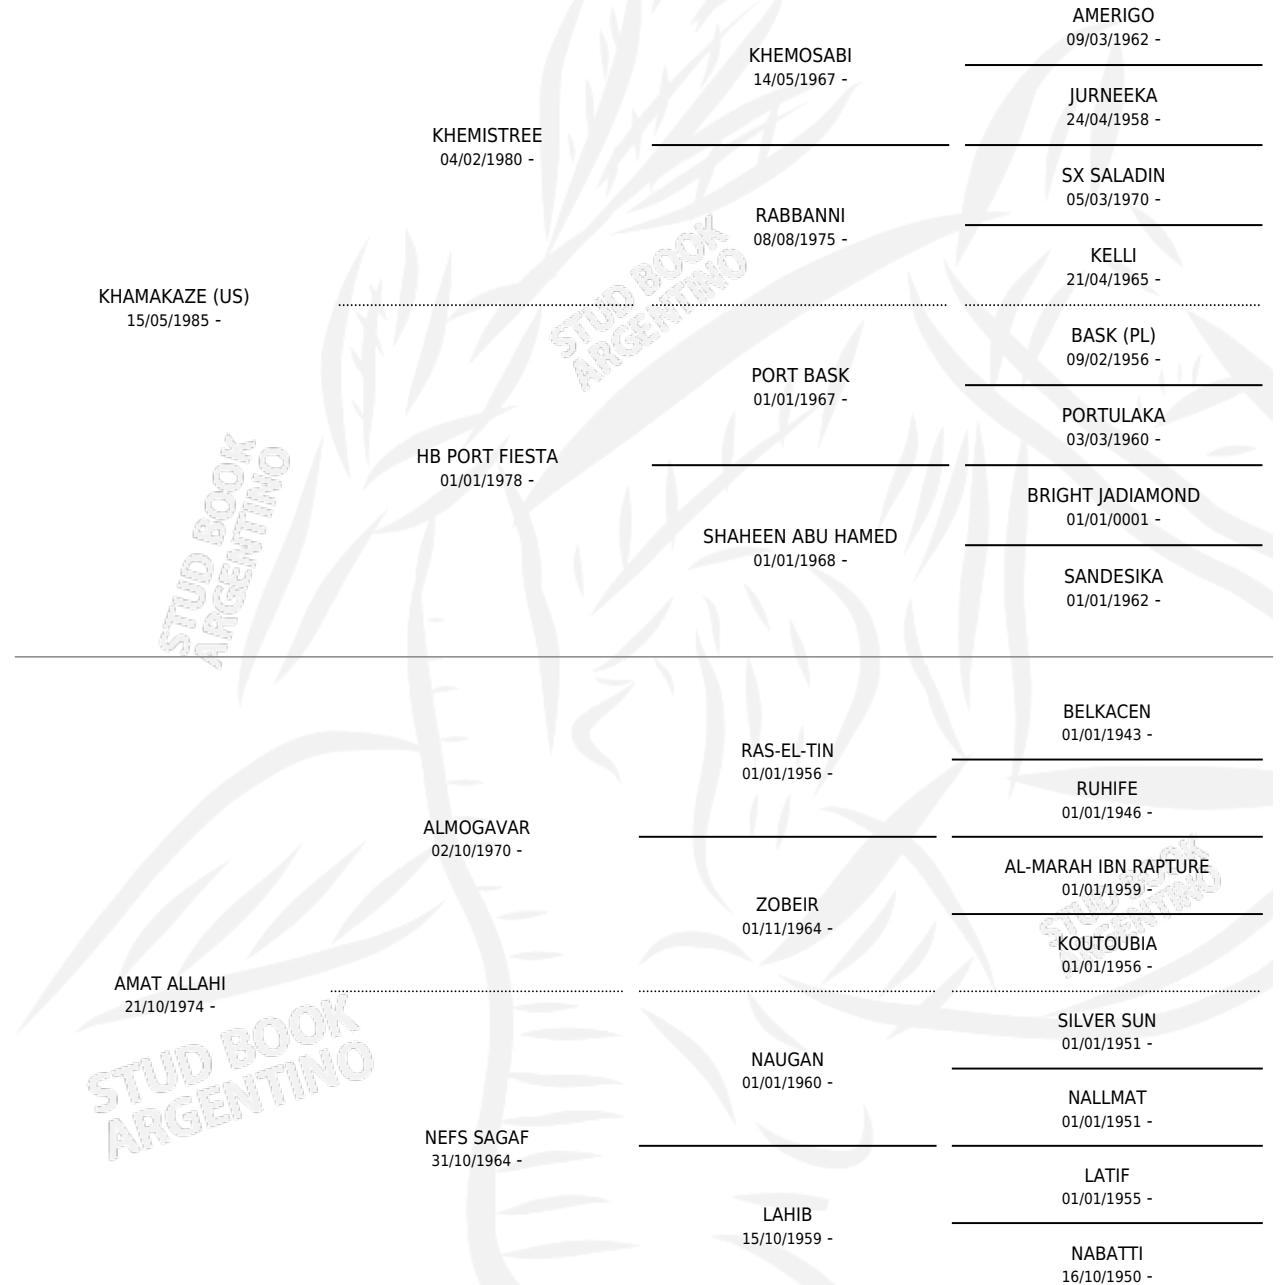 AMERIGO
09/03/1962 -
KHEMOSABI
14/05/1967 -
JURNEEKA
24/04/1958 -
KHEMISTREE
04/02/1980 -
SX SALADIN
05/03/1970 -
RABBANNI
08/08/1975 -
KELLI
21/04/1965 -
KHAMAKAZE (US)
15/05/1985 -
BASK (PL)
09/02/1956 -
PORT BASK
01/01/1967 -
PORTULAKA
03/03/1960 -
HB PORT FIESTA
01/01/1978 -
BRIGHT JADIAMOND
01/01/0001 -
SHAHEEN ABU HAMED
01/01/1968 -
SANDESIKA
01/01/1962 -
BELKACEN
01/01/1943 -
RAS-EL-TIN
01/01/1956 -
RUHIFE
01/01/1946 -
ALMOGAVAR
02/10/1970 -
AL-MARAH IBN RAPTURE
01/01/1959 -
ZOBEIR
01/11/1964 -
KOUTOUBIA
01/01/1956 -
AMAT ALLAHI
21/10/1974 -
SILVER SUN
01/01/1951 -
NAUGAN
01/01/1960 -
NALLMAT
01/01/1951 -
NEFS SAGAF
31/10/1964 -
LATIF
01/01/1955 -
LAHIB
15/10/1959 -
NABATTI
16/10/1950 -
STUD BOOK
ARGENTINO
STUD BOOK
ARGENTINO
STUD BOOK
ARGENTINO
STUD BOOK
ARGENTINO